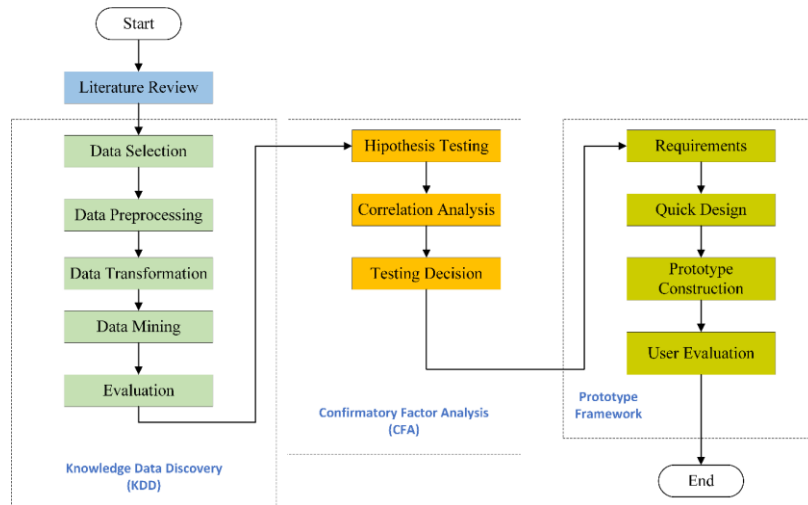 Start
Literature Review
Data Selection
Data Preprocessing
Data Transformation
Data Mining
Evaluation
Knowledge Data Discovery
(KDD)
Hipothesis Testing
Correlation Analysis
Testing Decision
Confirmatory Factor Analysis
(CFA)
Requirements
Quick Design
Prototype
Construction
User Evaluation
Prototype
Framework
End